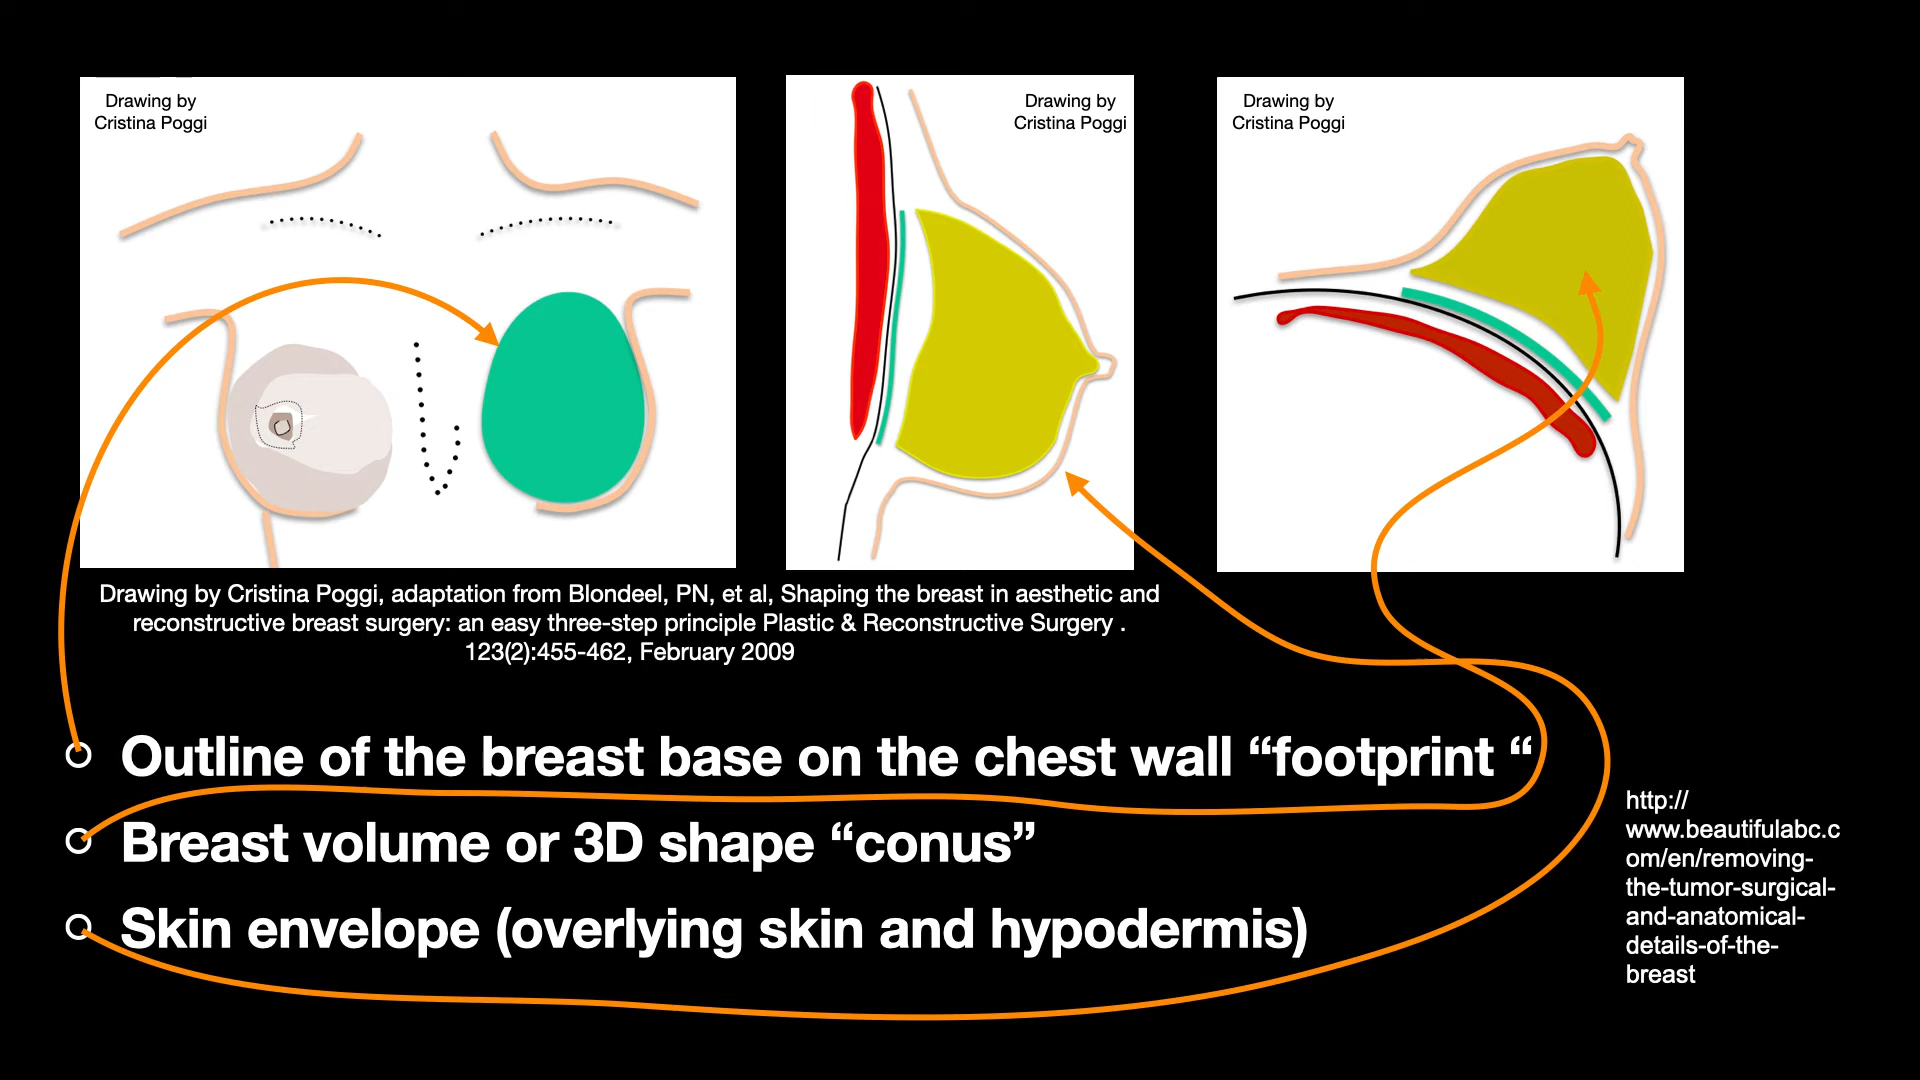 Drawing by
Cristina Poggi
Drawing by
Cristina Poggi
Drawing by
Cristina Poggi
Drawing by Cristina Poggi, adaptation from Blondeel, PN, et al, Shaping the breast in aesthetic and
reconstructive breast surgery: an easy three-step principle Plastic & Reconstructive Surgery .
123(2):455-462, February 2009
Outline of the breast base on the chest wall “footprint “
Breast volume or 3D shape “conus”
Skin envelope (overlying skin and hypodermis)
http://
www.beautifulabc.c
om/en/removing-
the-tumor-surgical-
and-anatomical-
details-of-the-
breast